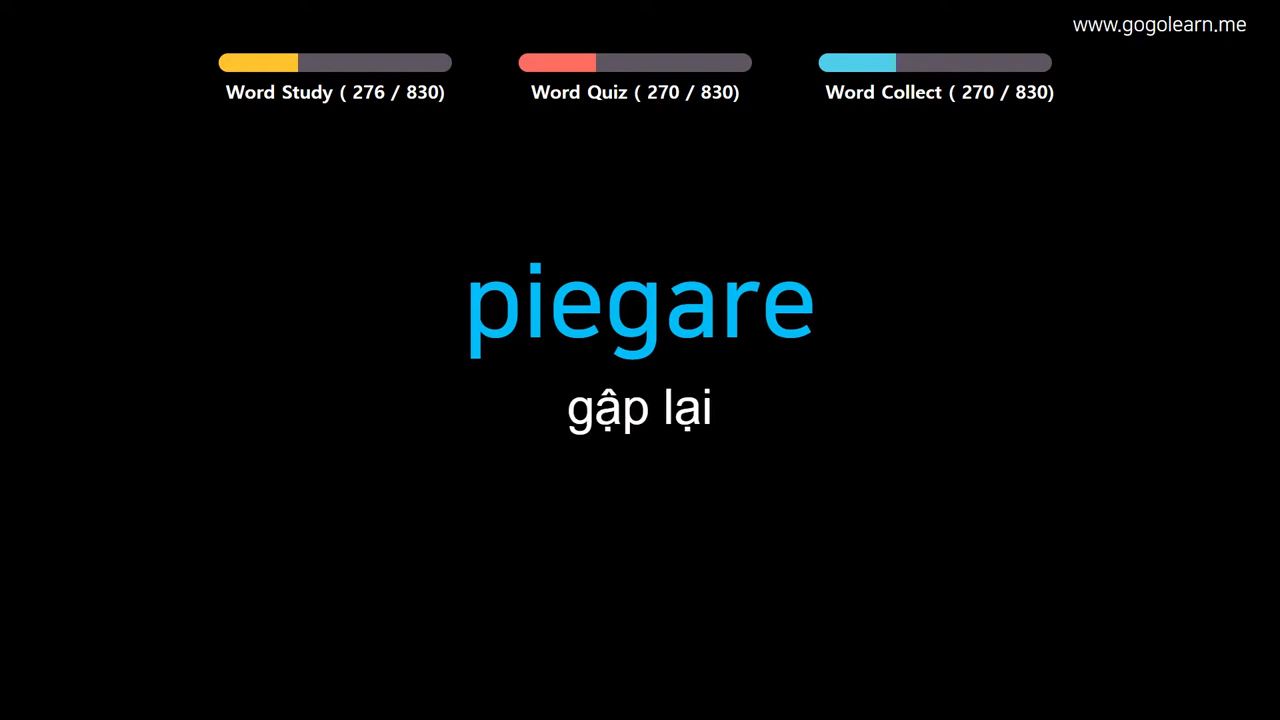 www.gogolearn.me
Word Study ( 276 / 830)
Word Quiz ( 270 / 830)
Word Collect ( 270 / 830)
piegare
gập lại